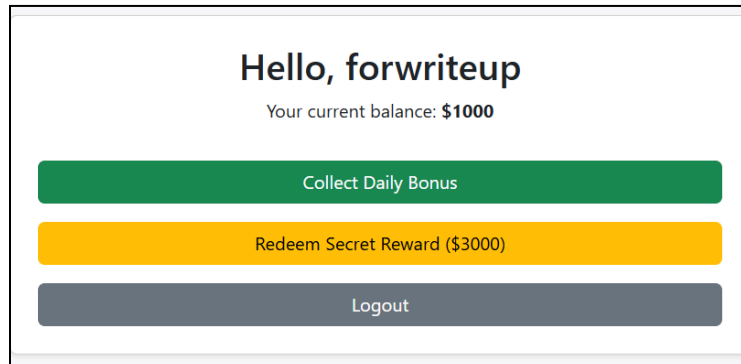 Hello, forwriteup
Your current balance: $1000
Collect Daily Bonus
Redeem Secret Reward ($3000)
Logout